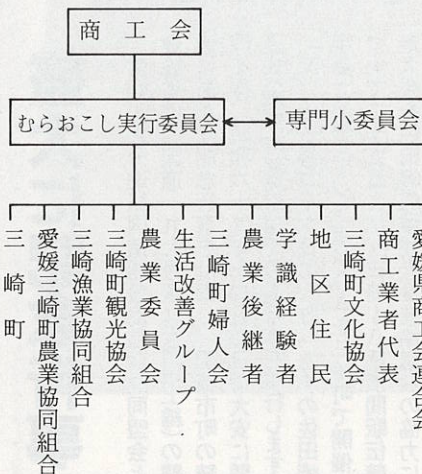 商工会
むらおこし実行委員会
専門小委員会
愛媛県商工会連合会
商工業者代表
三崎町文化協会
地区住民
学識経験者
農業後継者
三崎町婦人会
生活改善グループ
農業委員会
三崎町観光協会
三崎漁業協同組合
愛媛三崎町農業協同組合
三崎町